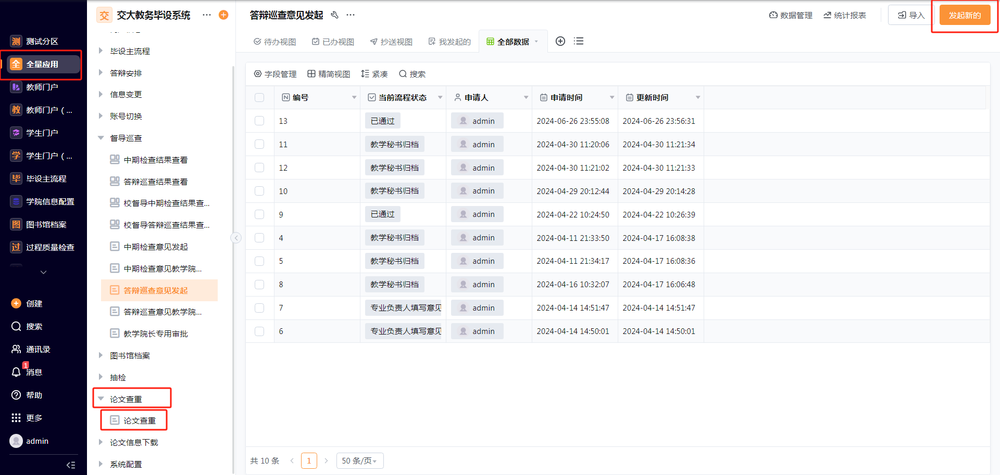 测 测试分区
全 全量应用
教师门户
教 教师门户（...
学生门户
学 学生门户（...
毕 毕设主流程
学院信息配置
图 图书馆档案
过 过程质量检查
创建
搜索
通讯录
1
消息
帮助
更多
admin
交 交大教务毕设系统
毕设主流程
答辩安排
信息变更
账号切换
督导巡查
中期检查结果查看
答辩巡查结果查看
校督导中期检查结果查...
校督导答辩巡查结果查...
中期检查意见发起
中期检查意见教学院...
答辩巡查意见发起
答辩巡查意见教学院...
教学院长专用审批
图书馆档案
抽检
论文查重
论文查重
论文信息下载
系统配置
答辩巡查意见发起
数据管理 统计报表 导入 发起新的
待办视图 已办视图 抄送视图 我发起的 全部数据
字段管理 精简视图 紧凑 搜索
编号 当前流程状态 申请人 申请时间 更新时间
13 已通过 admin 2024-06-26 23:55:08 2024-06-26 23:56:31
11 教学秘书归档 admin 2024-04-30 11:20:06 2024-04-30 11:21:34
12 教学秘书归档 admin 2024-04-30 11:21:02 2024-04-30 11:21:33
10 教学秘书归档 admin 2024-04-29 20:12:44 2024-04-29 20:14:28
9 已通过 admin 2024-04-22 10:24:50 2024-04-22 10:26:39
4 教学秘书归档 admin 2024-04-11 21:33:50 2024-04-17 16:08:38
5 教学秘书归档 admin 2024-04-11 21:34:17 2024-04-17 16:08:36
8 教学秘书归档 admin 2024-04-16 10:32:07 2024-04-17 16:06:48
7 专业负责人填写意见 admin 2024-04-14 14:51:47 2024-04-14 14:51:47
6 专业负责人填写意见 admin 2024-04-14 14:50:01 2024-04-14 14:50:01
共 10 条 1 50 条/页